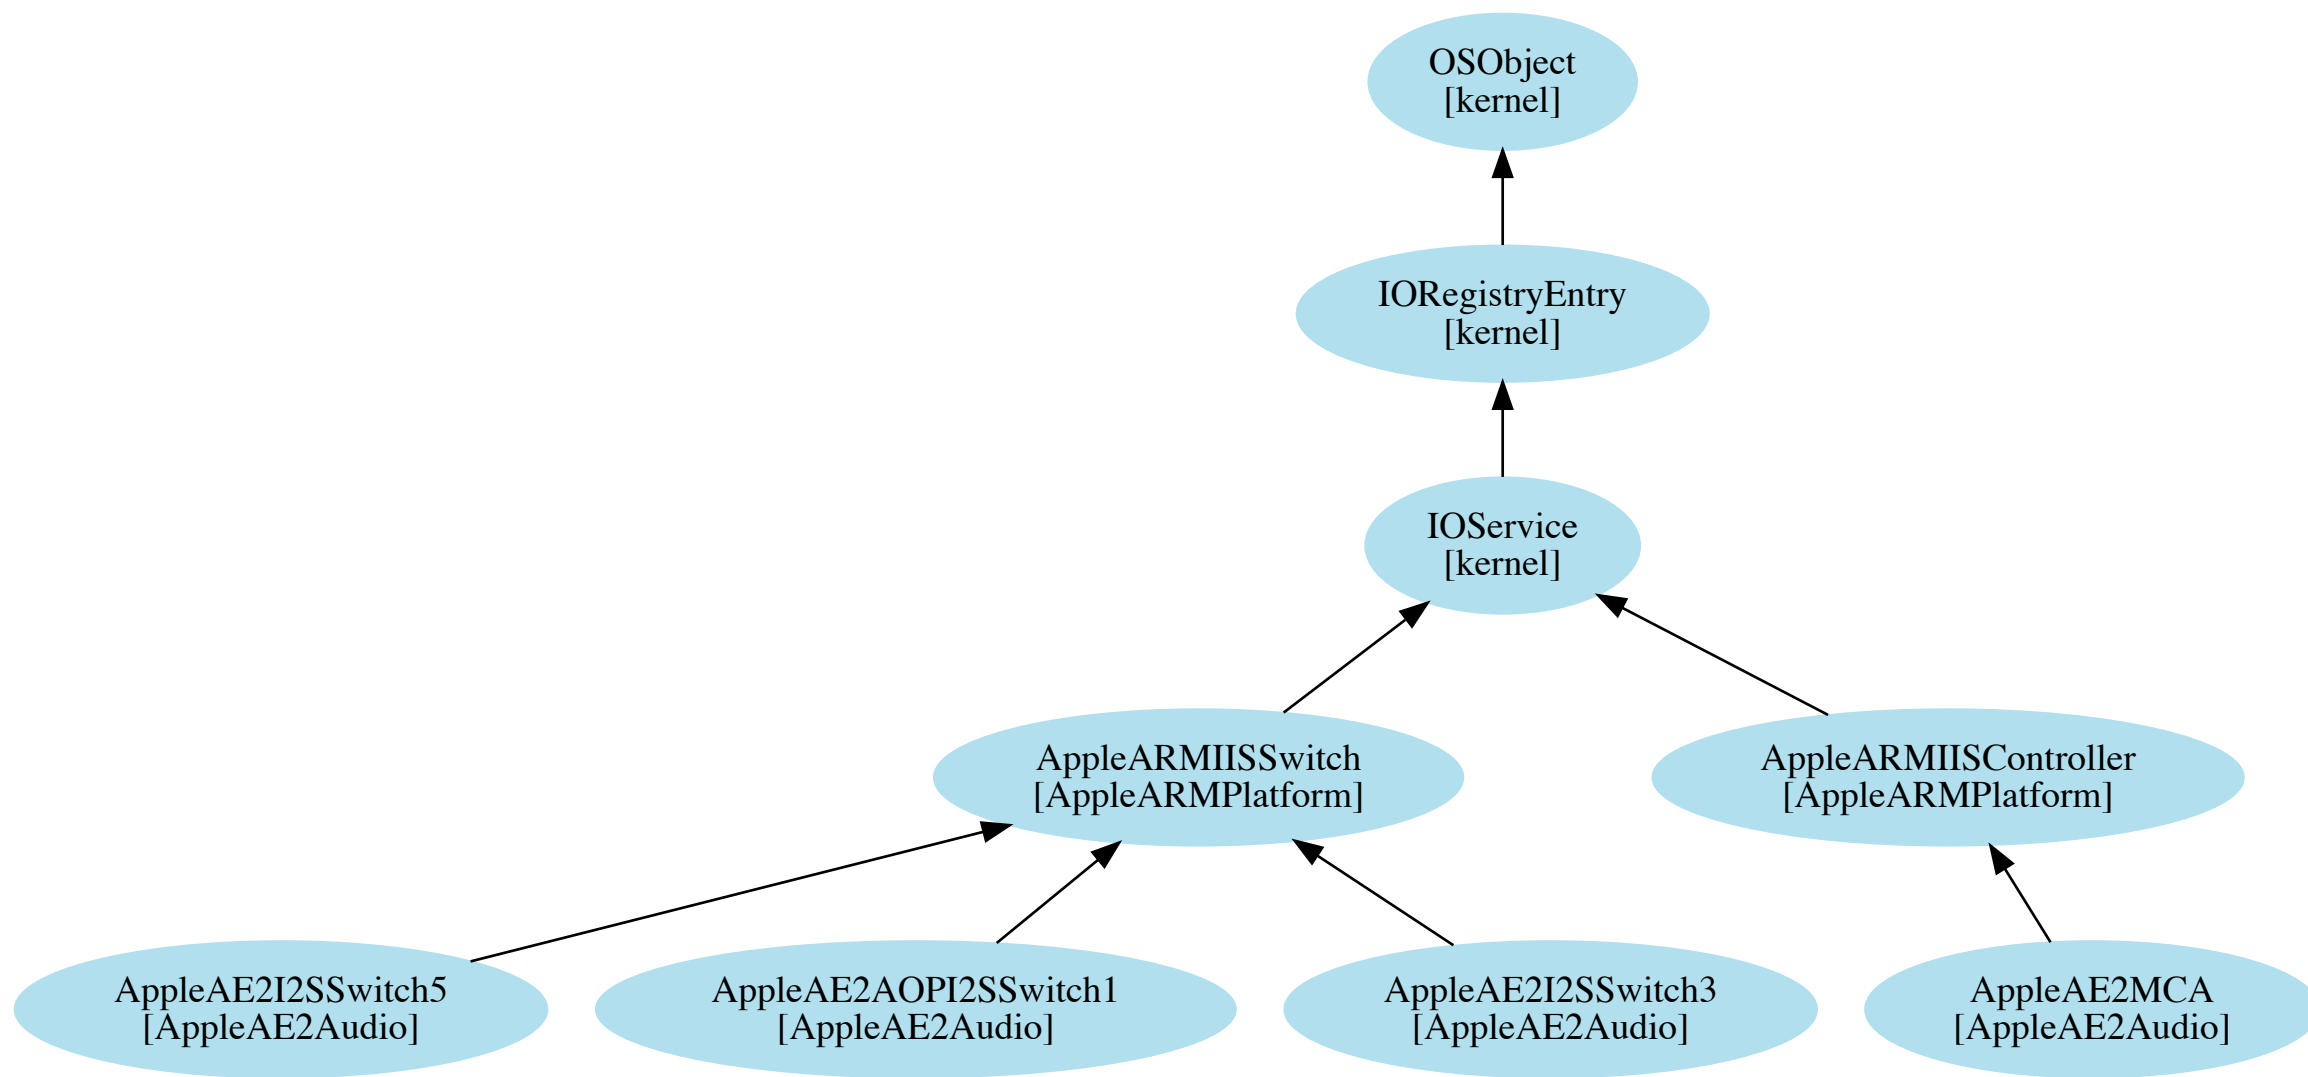 OSObject
[kernel]
IORegistryEntry
[kernel]
IOService
[kernel]
AppleARMIISSwitch
[AppleARMPlatform]
AppleARMIISController
[AppleARMPlatform]
AppleAE2I2SSwitch5
[AppleAE2Audio]
AppleAE2AOPI2SSwitch1
[AppleAE2Audio]
AppleAE2I2SSwitch3
[AppleAE2Audio]
AppleAE2MCA
[AppleAE2Audio]